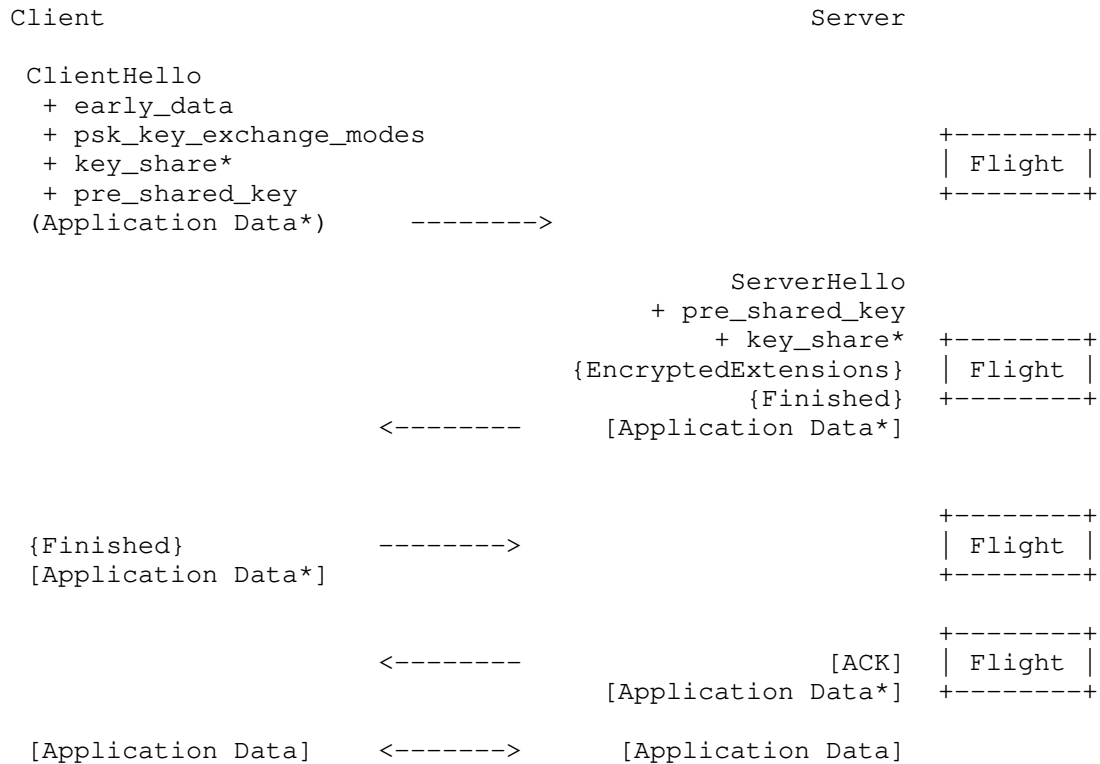 Client                                            Server

 ClientHello
  + early_data
  + psk_key_exchange_modes                                +--------+
  + key_share*                                            | Flight |
  + pre_shared_key                                        +--------+
 (Application Data*)     -------->

                                             ServerHello
                                        + pre_shared_key
                                            + key_share*  +--------+
                                   {EncryptedExtensions}  | Flight |
                                              {Finished}  +--------+
                       <--------     [Application Data*]

                                                          +--------+
 {Finished}            -------->                          | Flight |
 [Application Data*]                                      +--------+

                                                          +--------+
                       <--------                   [ACK]  | Flight |
                                     [Application Data*]  +--------+

 [Application Data]    <------->      [Application Data]